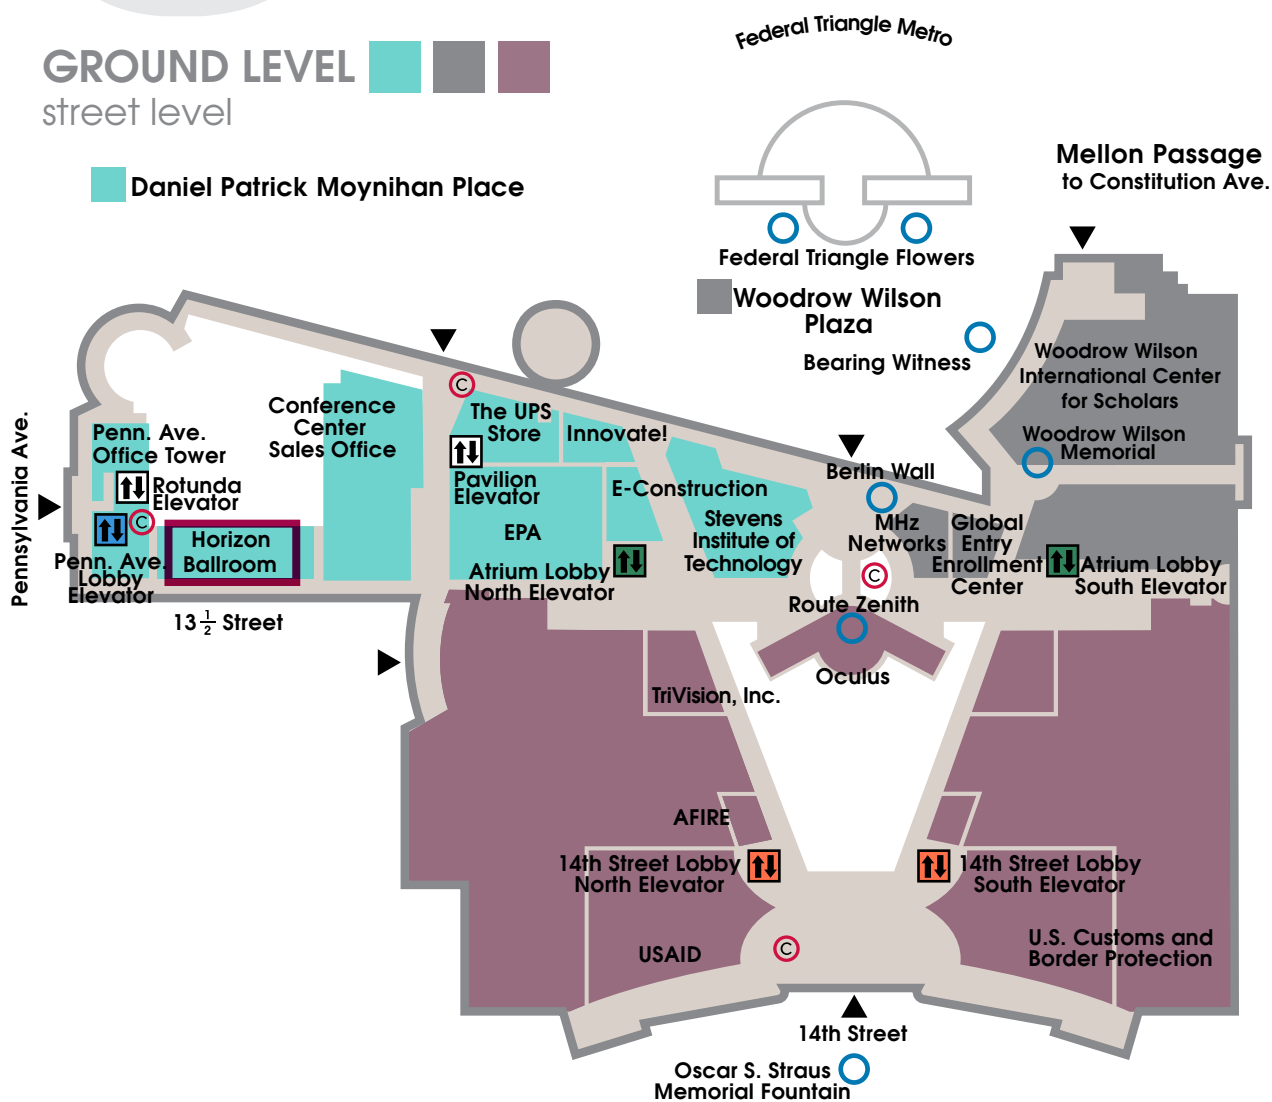 Federal Triangle Metro
GROUND LEVEL
street level
Daniel Patrick Moynihan Place
Mellon Passage
to Constitution Ave.
Federal Triangle Flowers
Woodrow Wilson
Plaza
Bearing Witness
Woodrow Wilson
International Center
for Scholars
Woodrow Wilson
Memorial
Conference
Center
Sales Office
C
The UPS
Store
Innovate!
Penn. Ave.
Office Tower
Pennsylvania Ave.
Rotunda
Elevator
C
Pavilion
Elevator
E-Construction
Berlin Wall
Horizon
Ballroom
EPA
Stevens
Institute of
Technology
MHz
Networks
Global
Entry
Enrollment
Center
C
Penn. Ave.
Lobby
Elevator
Atrium Lobby
North Elevator
Atrium Lobby
South Elevator
13 1/2 Street
Route Zenith
Oculus
TriVision, Inc.
AFIRE
14th Street Lobby
North Elevator
14th Street Lobby
South Elevator
USAID
C
U.S. Customs and
Border Protection
14th Street
Oscar S. Straus
Memorial Fountain